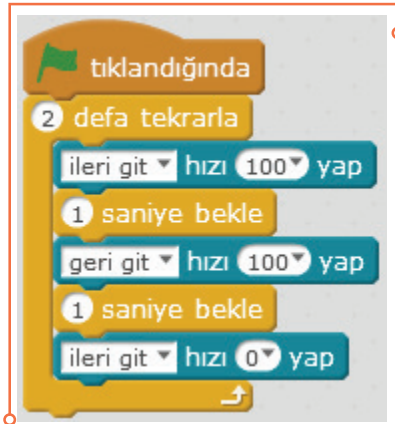 tıklandığında
2 defa tekrarla
ileri git hızı 100 yap
1 saniye bekle
geri git hızı 100 yap
1 saniye bekle
ileri git hızı 0 yap